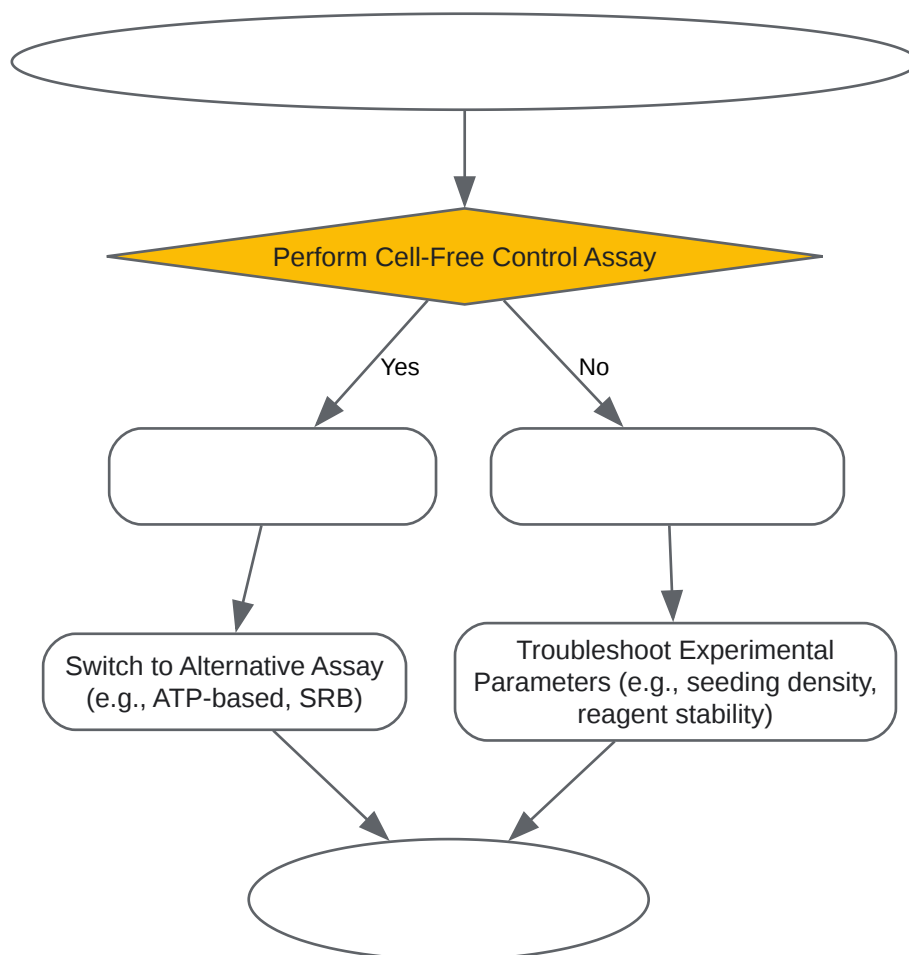 Perform Cell-Free Control Assay
Yes
No
Switch to Alternative Assay
(e.g., ATP-based, SRB)
Troubleshoot Experimental
Parameters (e.g., seeding density,
reagent stability)